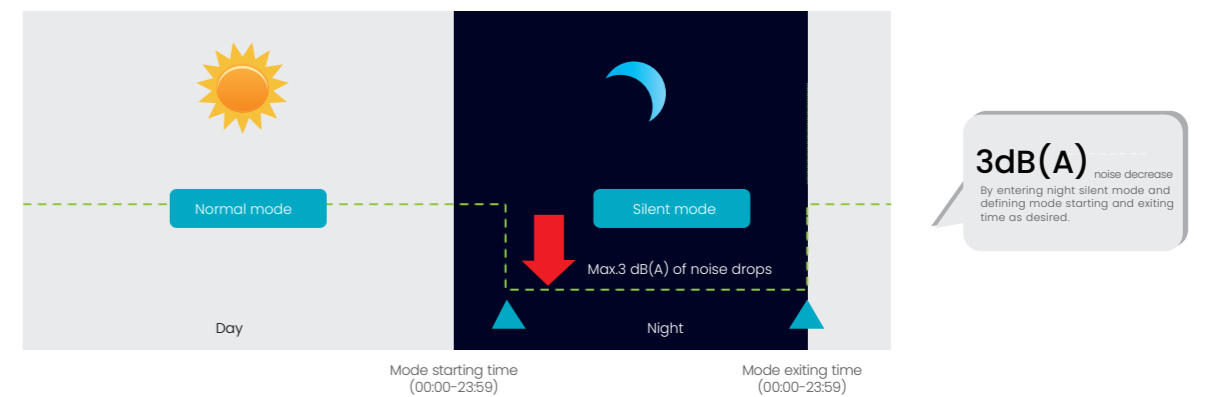 Normal mode
Silent mode
Max.3 dB(A) of noise drops
Day
Night
Mode starting time
(00:00-23:59)
Mode exiting time
(00:00-23:59)
3dB(A) noise decrease
By entering night silent mode and
defining mode starting and exiting
time as desired.